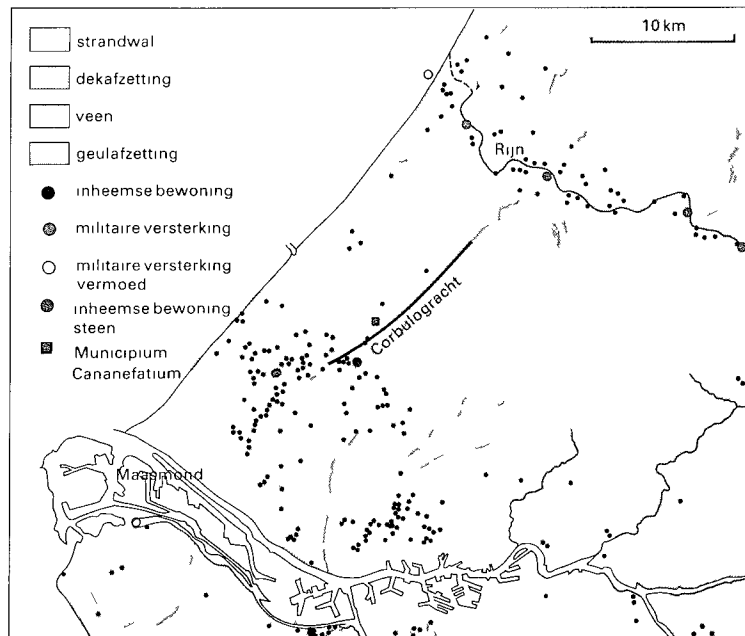 strandwal
dekafzetting
veen
geulafzetting
inheemse bewoning
militaire versterking
militaire versterking
vermoed
inheemse bewoning
steen
Municipium
Cananefatium
10 km
Rijn
Corbulogracht
Maasmond